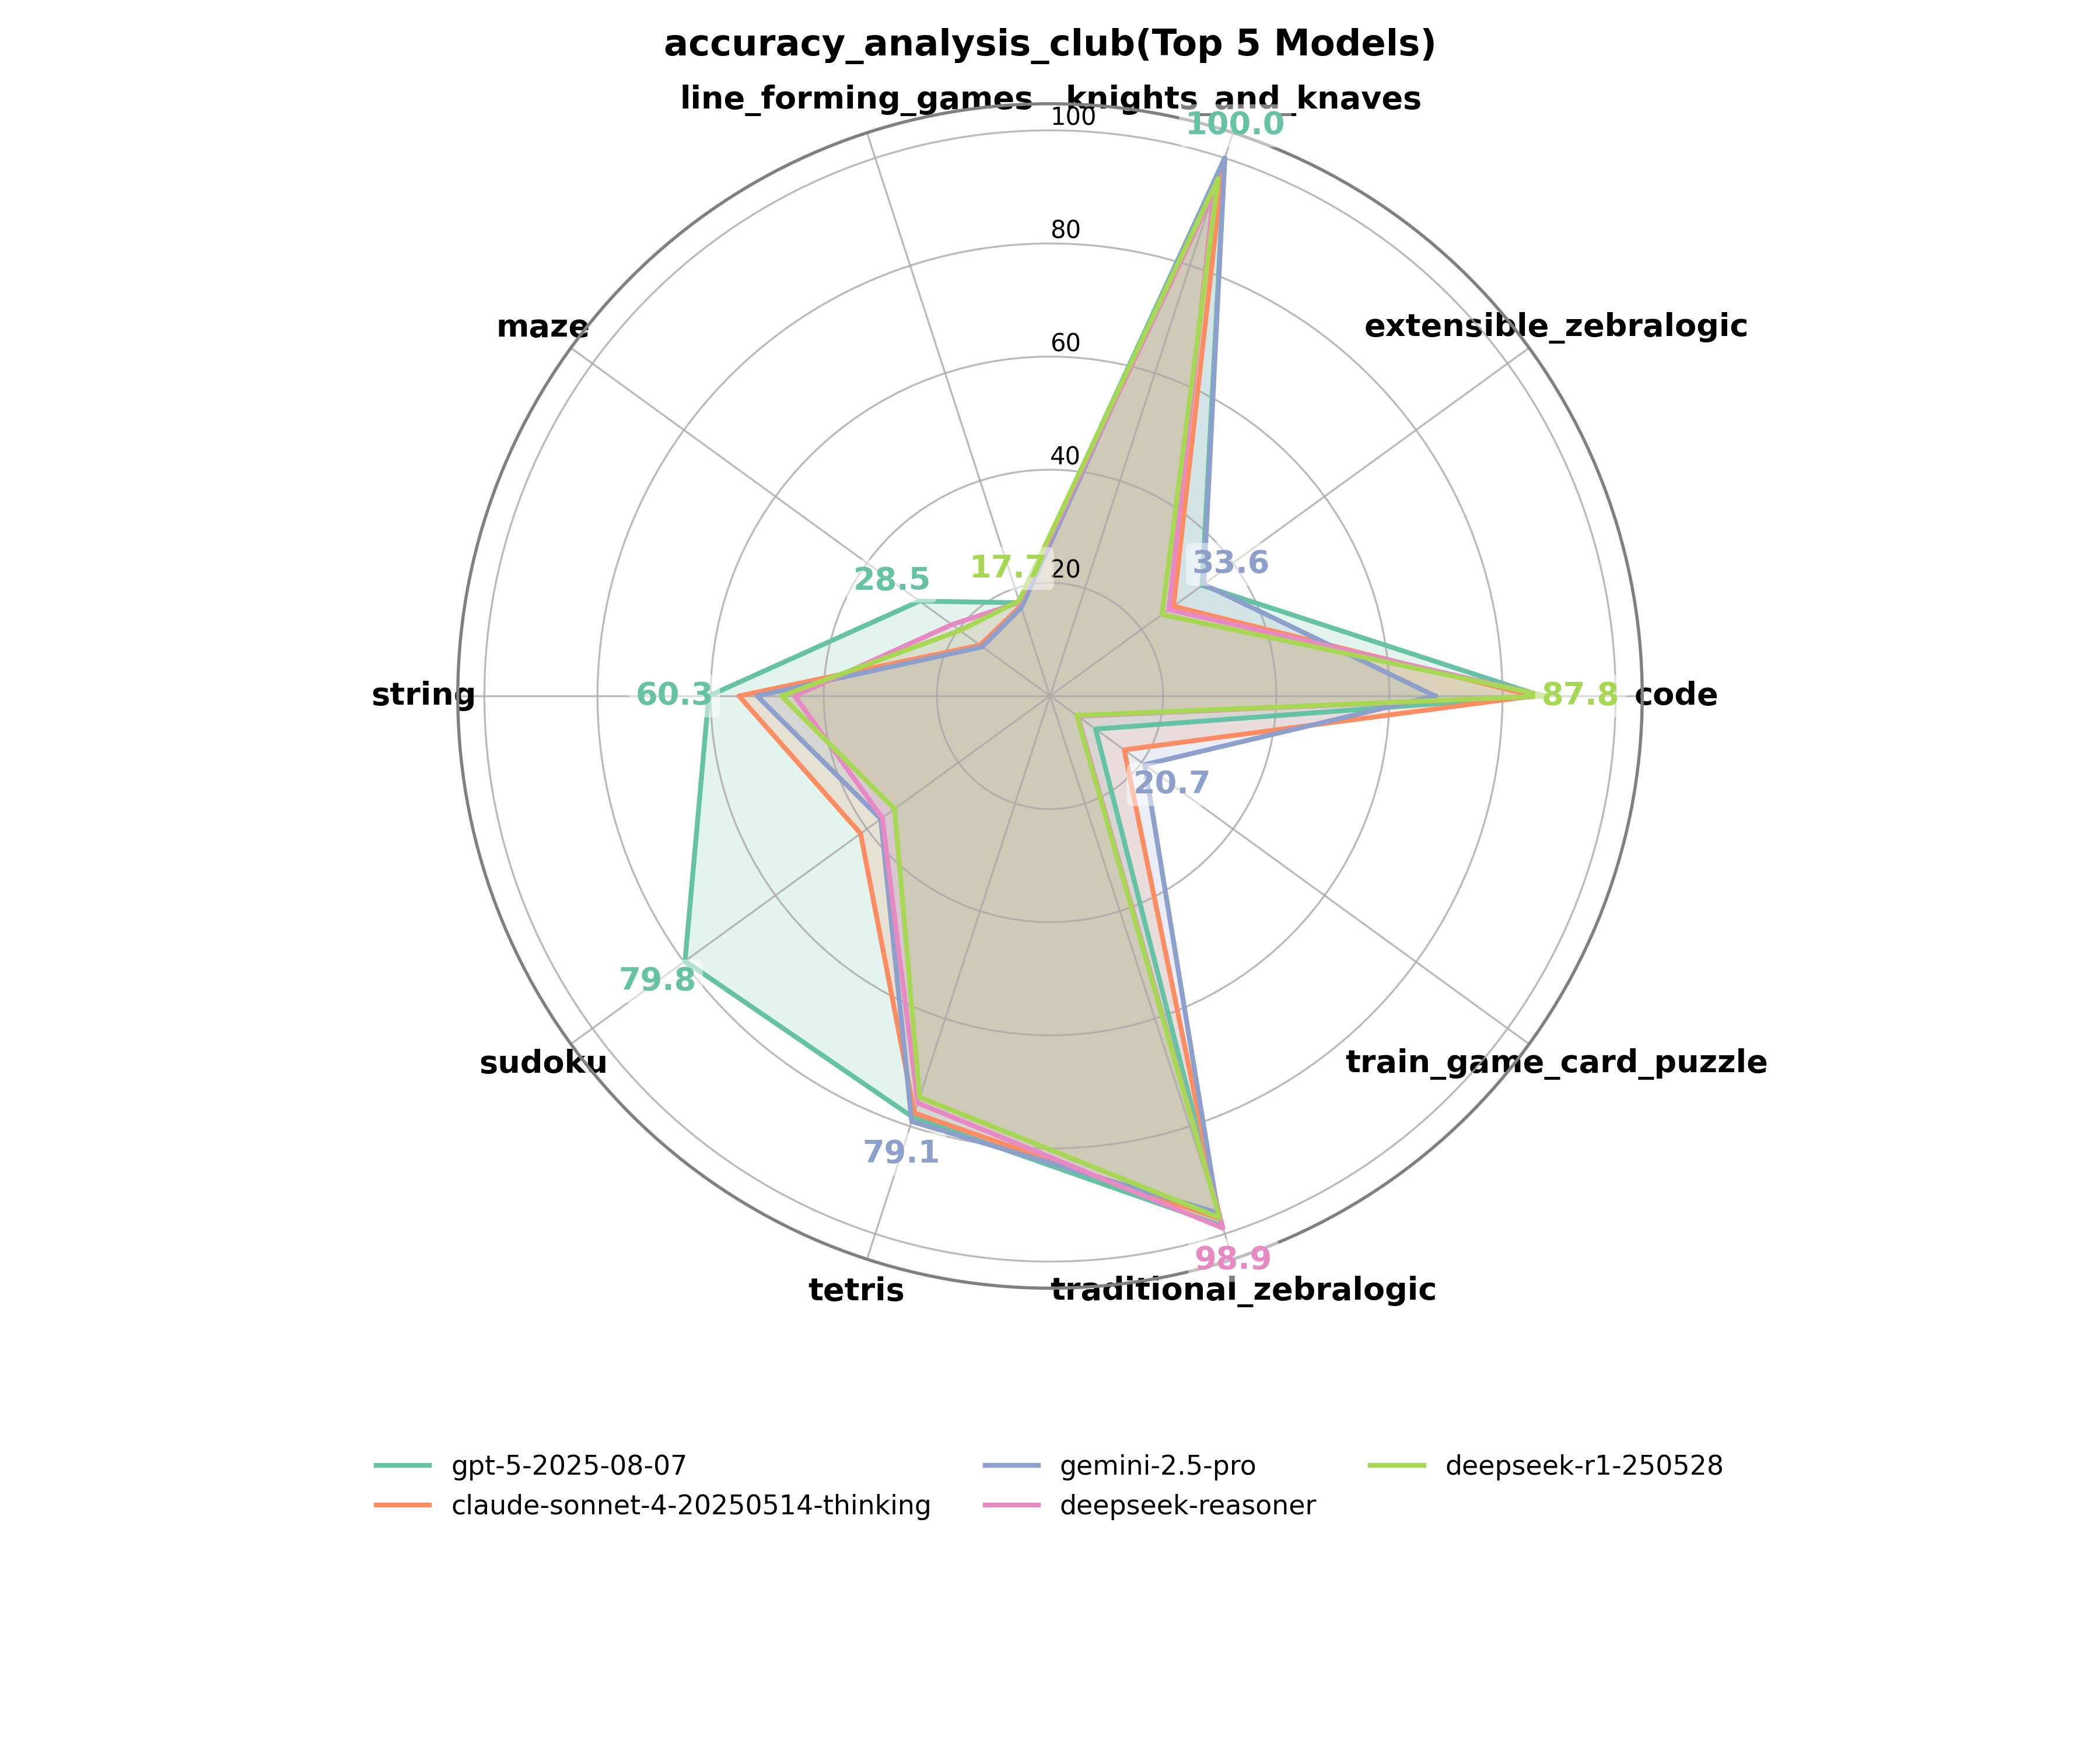 accuracy_analysis_club(Top 5 Models)
line_forming_games
knights_and_knaves
100
100.0
80
maze
extensible_zebralogic
60
40
33.6
17.7
20
28.5
string
60.3
87.8
code
20.7
79.8
sudoku
train_game_card_puzzle
79.1
98.9
tetris
traditional_zebralogic
gpt-5-2025-08-07
claude-sonnet-4-20250514-thinking
gemini-2.5-pro
deepseek-reasoner
deepseek-r1-250528